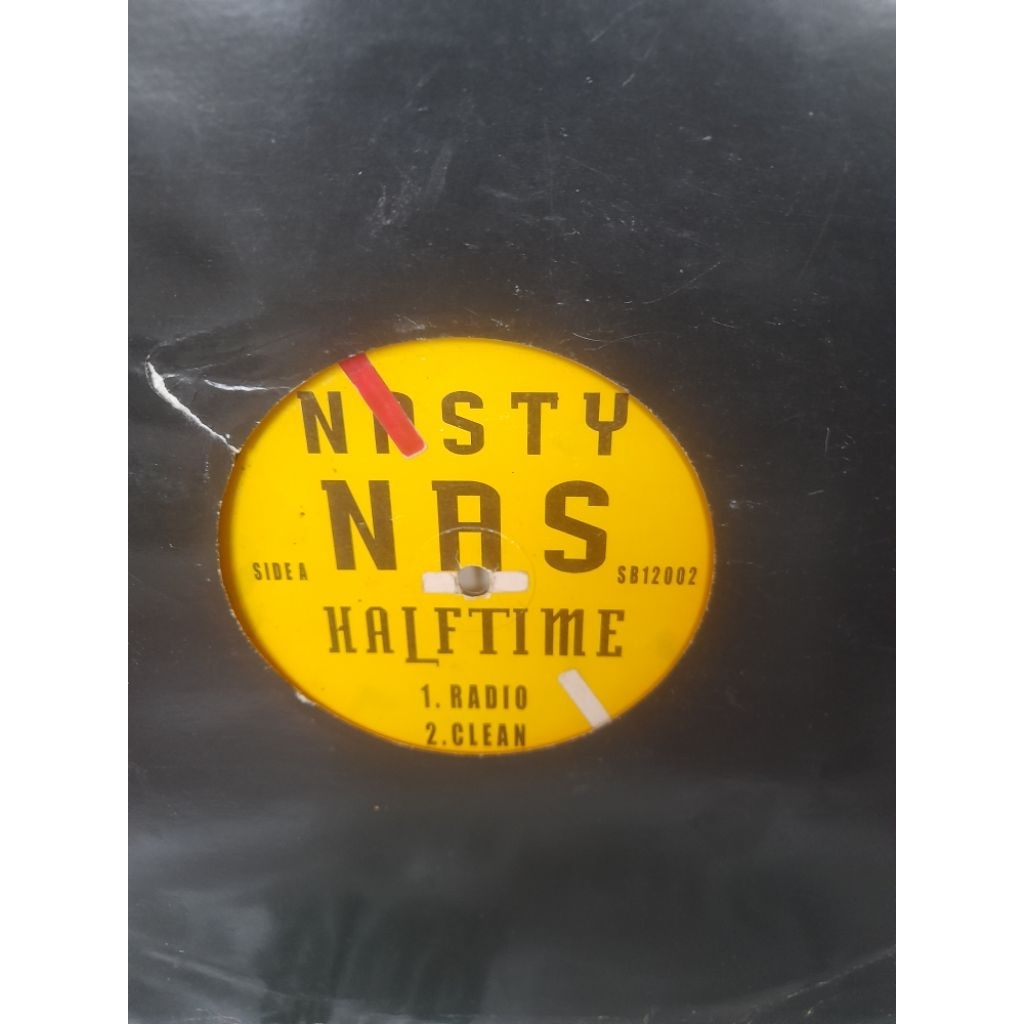 NASTY
NAS
SIDE A
SB12002
HALFTIME
1. RADIO
2.CLEAN